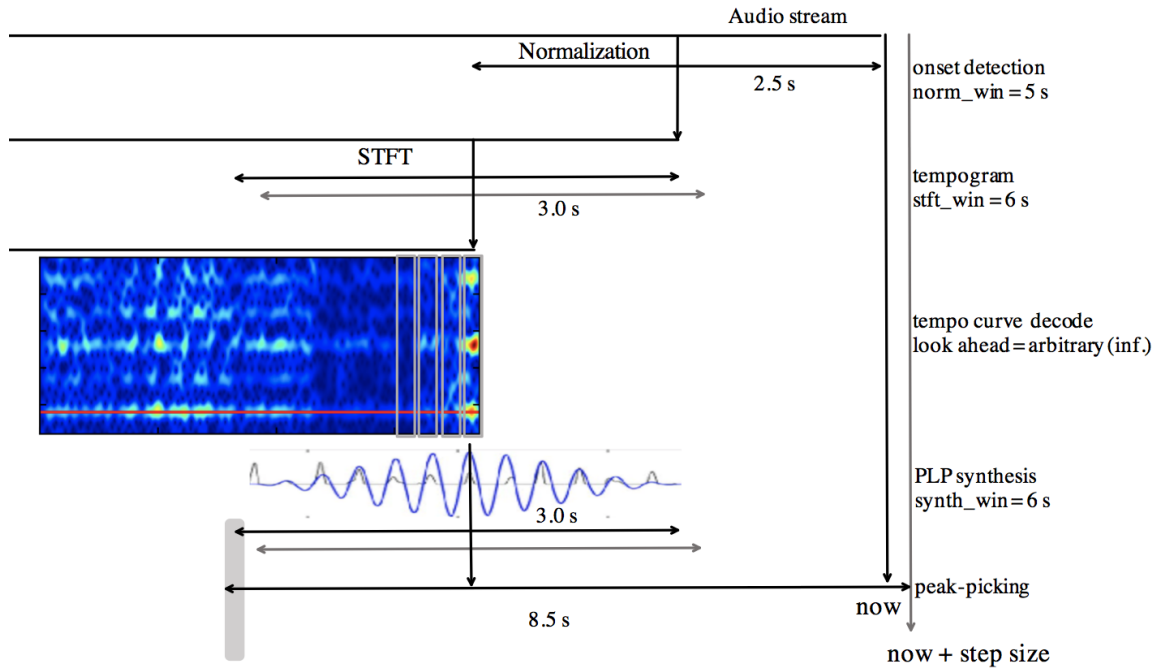 Audio stream
Normalization
2.5 s
onset detection
norm_win = 5 s
STFT
3.0 s
tempogram
stft_win = 6 s
tempo curve decode
look ahead = arbitrary (inf.)
PLP synthesis
synth_win = 6 s
3.0 s
peak-picking
now
8.5 s
now + step size